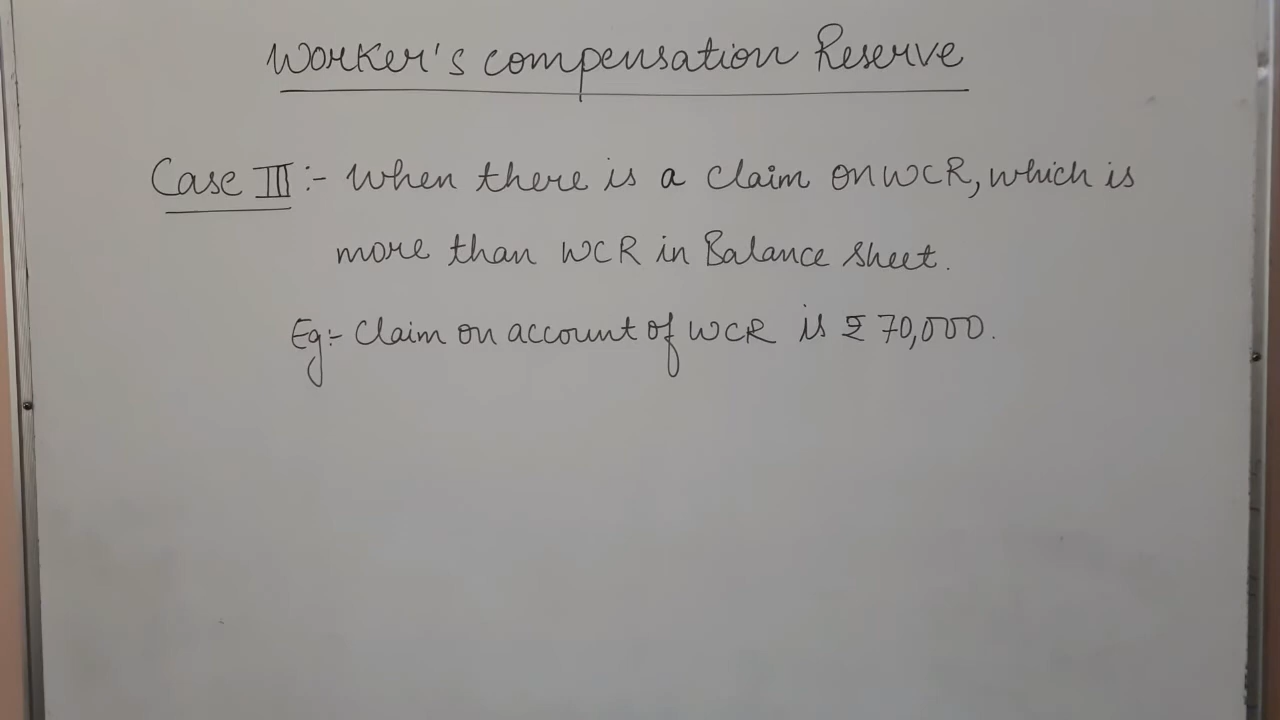 Worker's compensation Reserve
Case III :- When there is a claim on WCR, which is
more than WCR in Balance sheet.
Eg:- Claim on account of WCR is ₹ 70,000.